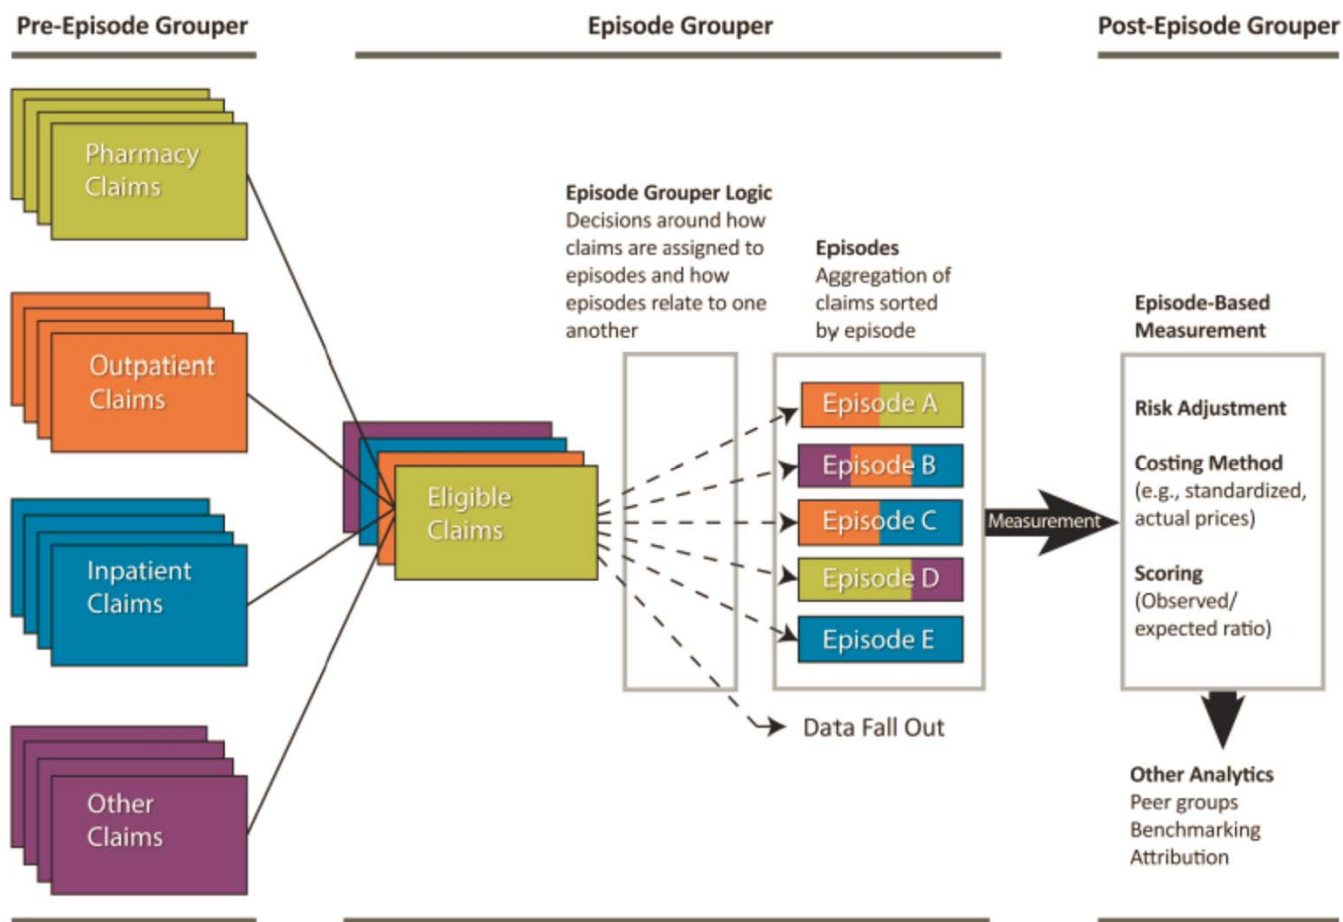 Pre-Episode Grouper
Episode Grouper
Post-Episode Grouper
Pharmacy
Claims
Outpatient
Claims
Inpatient
Claims
Other
Claims
Eligible
Claims
Episode Grouper Logic
Decisions around how
claims are assigned to
episodes and how
episodes relate to one
another
Episodes
Aggregation of
claims sorted
by episode
Episode A
Episode B
Episode C
Episode D
Episode E
Data Fall Out
Measurement
Episode-Based
Measurement
Risk Adjustment
Costing Method
(e.g., standardized,
actual prices)
Scoring
(Observed/
expected ratio)
Other Analytics
Peer groups
Benchmarking
Attribution